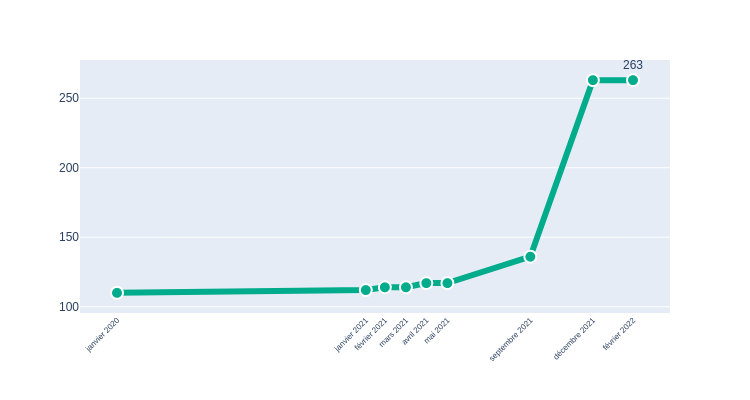 263
250
200
150
100
janvier 2020
janvier 2021
février 2021
mars 2021
avril 2021
mai 2021
septembre 2021
décembre 2021
février 2022